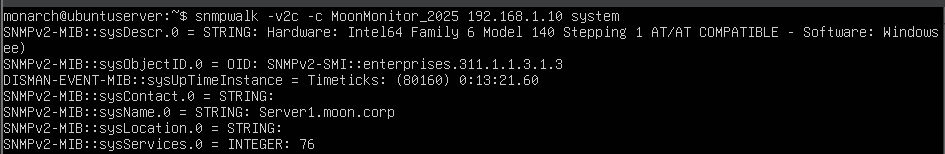 monarch@ubuntuserver:~$ snmpwalk -v2c -c MoonMonitor_2025 192.168.1.10 system
SNMPv2-MIB::sysDescr.0 = STRING: Hardware: Intel64 Family 6 Model 140 Stepping 1 AT/AT COMPATIBLE - Software: Windows
ee)
SNMPv2-MIB::sysObjectID.0 = OID: SNMPv2-SMI::enterprises.311.1.1.3.1.3
DISMAN-EVENT-MIB::sysUpTimeInstance = Timeticks: (80160) 0:13:21.60
SNMPv2-MIB::sysContact.0 = STRING:
SNMPv2-MIB::sysName.0 = STRING: Server1.moon.corp
SNMPv2-MIB::sysLocation.0 = STRING:
SNMPv2-MIB::sysServices.0 = INTEGER: 76